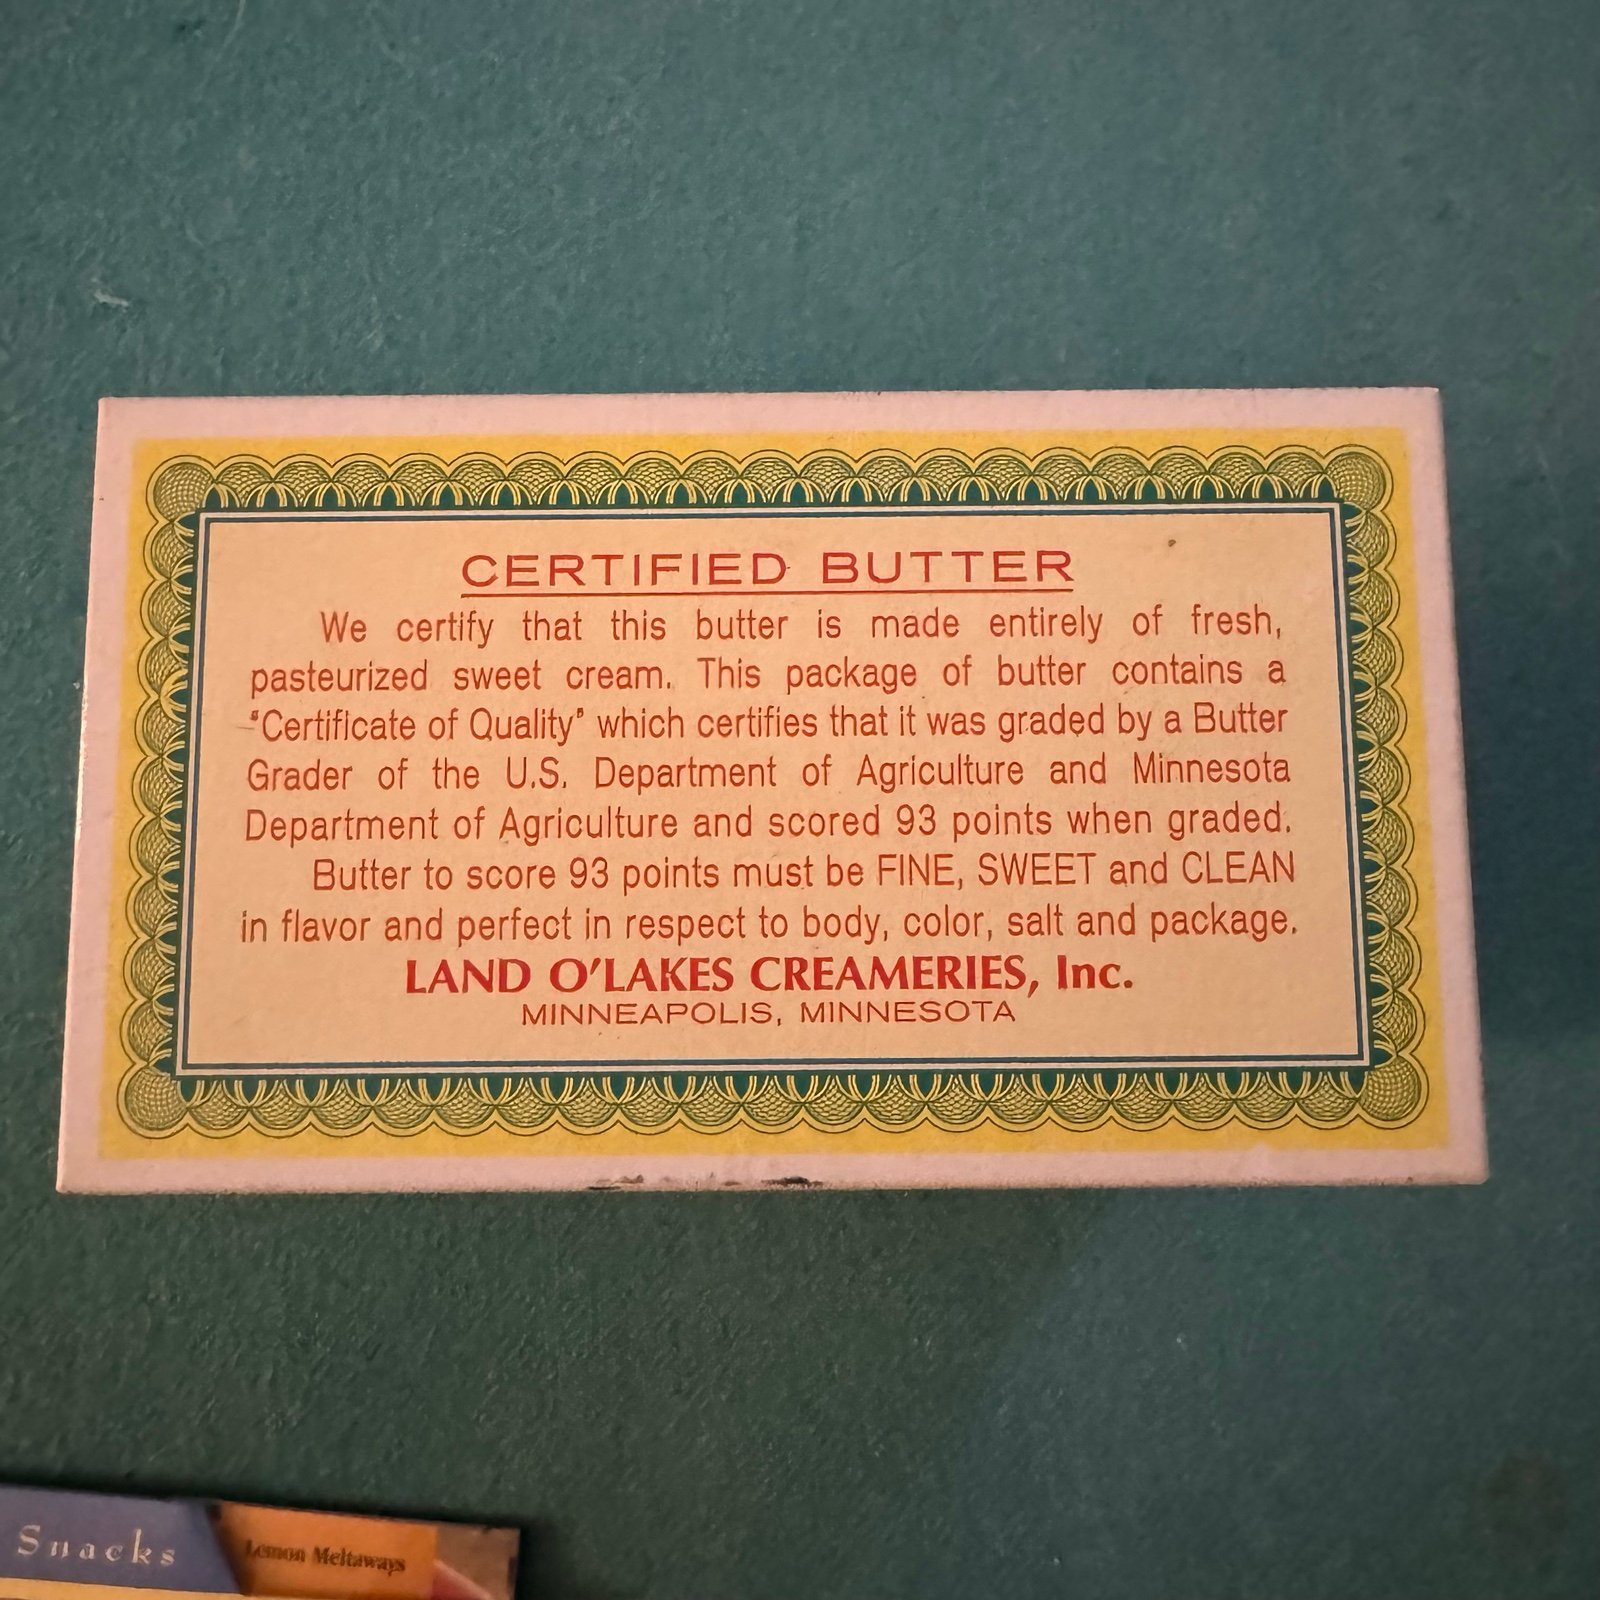 CERTIFIED BUTTER
We certify that this butter is made entirely of fresh,
pasteurized sweet cream. This package of butter contains a
"Certificate of Quality" which certifies that it was graded by a Butter
Grader of the U.S. Department of Agriculture and Minnesota
Department of Agriculture and scored 93 points when graded.
Butter to score 93 points must be FINE, SWEET and CLEAN
in flavor and perfect in respect to body, color, salt and package.
LAND O'LAKES CREAMERIES, Inc.
MINNEAPOLIS, MINNESOTA
Snacks
Lemon Meltaways